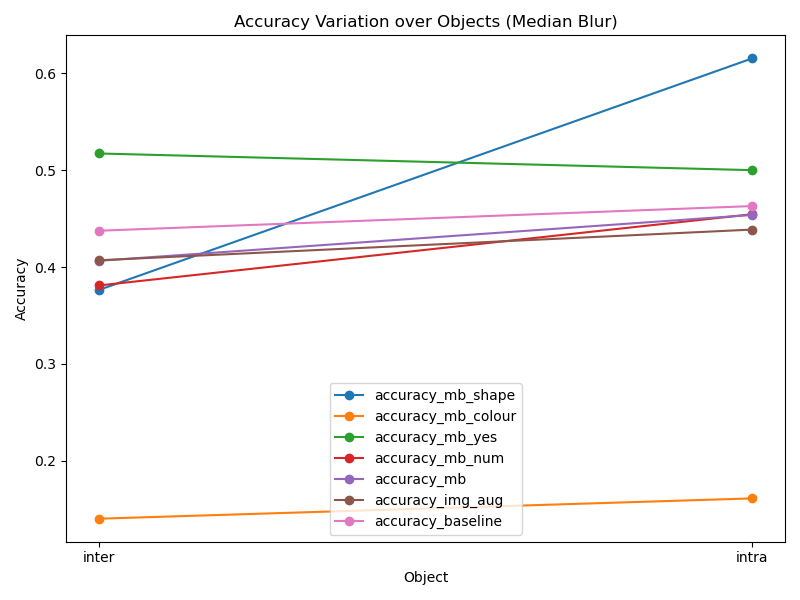 Accuracy Variation over Objects (Median Blur)
0.6
0.5
0.4
0.3
0.2
Accuracy
accuracy_mb_shape
accuracy_mb_colour
accuracy_mb_yes
accuracy_mb_num
accuracy_mb
accuracy_img_aug
accuracy_baseline
inter
intra
Object